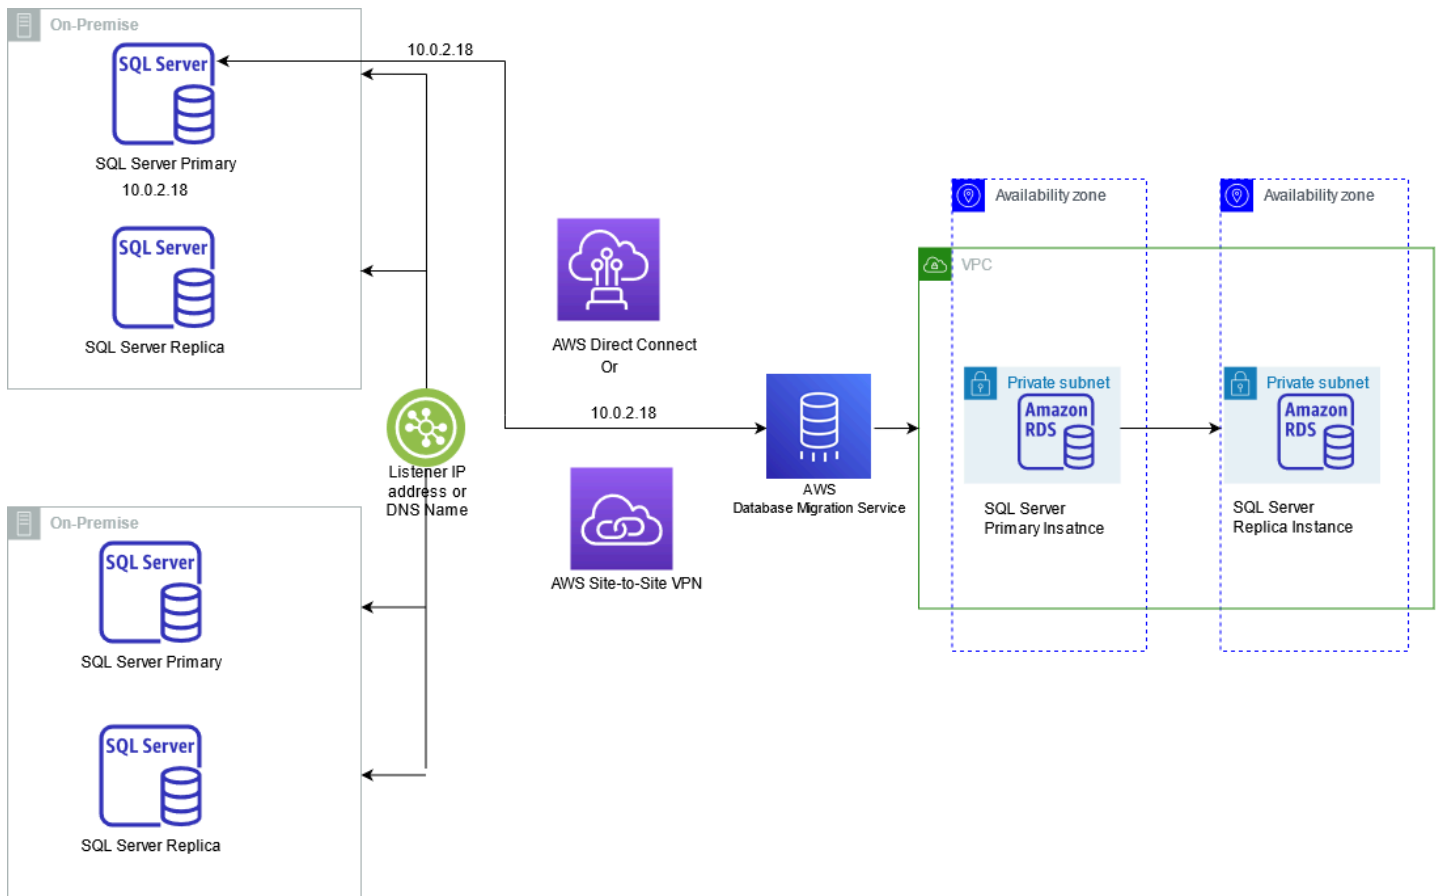 On-Premise
SQL Server
SQL Server Primary
10.0.2.18
SQL Server
SQL Server Replica
10.0.2.18
Listener IP
address or
DNS Name
On-Premise
SQL Server
SQL Server Primary
SQL Server
SQL Server Replica
AWS Direct Connect
Or
10.0.2.18
AWS Site-to-Site VPN
AWS
Database Migration Service
Availability zone
Availability zone
VPC
Private subnet
Amazon
RDS
SQL Server
Primary Insatnce
Private subnet
Amazon
RDS
SQL Server
Replica Instance